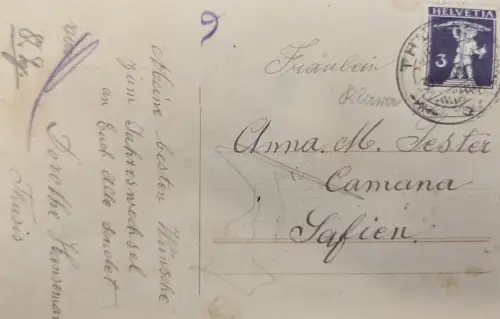 Meine besten Wünsche
zum Jahreswechsel
an Euch Alle sendet
Dorothe
Thusis
Fräulein
Anna. M. Tester
Camana
Safien.
HELVETIA
3